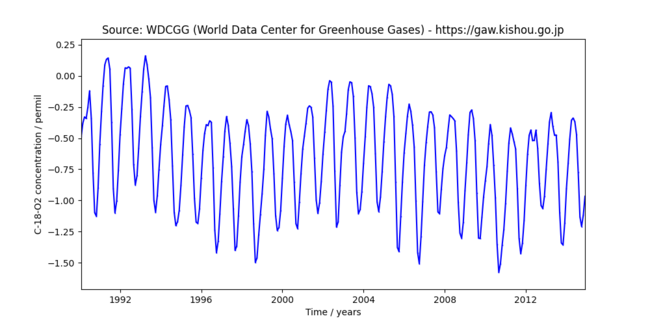 Source: WDCGG (World Data Center for Greenhouse Gases) - https://gaw.kishou.go.jp
C-18-O2 concentration / permil
0.25
0.00
−0.25
−0.50
−0.75
−1.00
−1.25
−1.50
1992 1996 2000 2004 2008 2012
Time / years